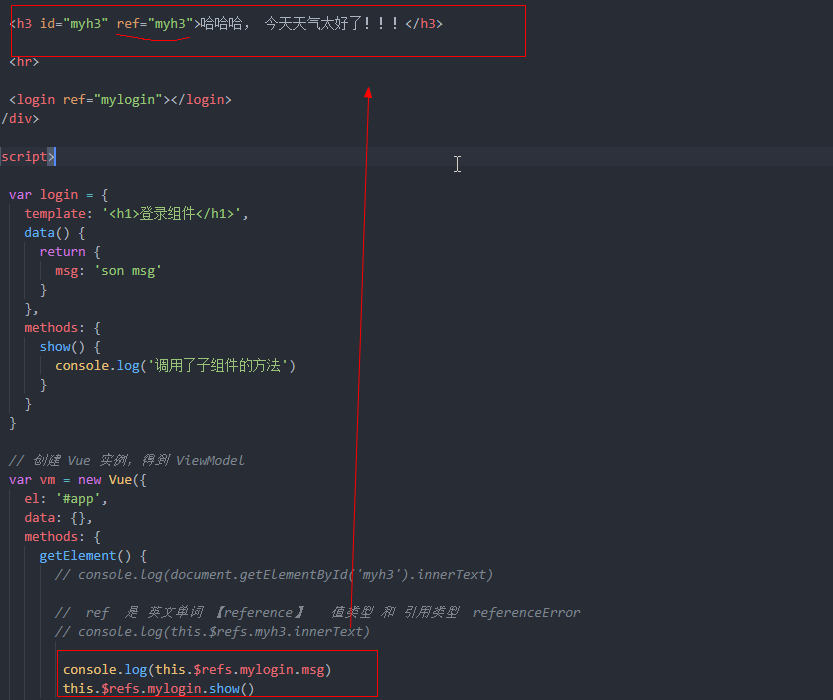 <h3 id="myh3" ref="myh3">哈哈哈, 今天天气太好了！！！</h3>
<hr>
<login ref="mylogin"></login>
/div>
script>
var login = {
template: '<h1>登录组件</h1>',
data() {
return {
msg: 'son msg'
}
},
methods: {
show() {
console.log('调用了子组件的方法')
}
}
}
// 创建 Vue 实例，得到 ViewModel
var vm = new Vue({
el: '#app',
data: {},
methods: {
getElement() {
// console.log(document.getElementById('myh3').innerText)
// ref 是 英文单词 【reference】 值类型 和 引用类型 referenceError
// console.log(this.$refs.myh3.innerText)
console.log(this.$refs.mylogin.msg)
this.$refs.mylogin.show()